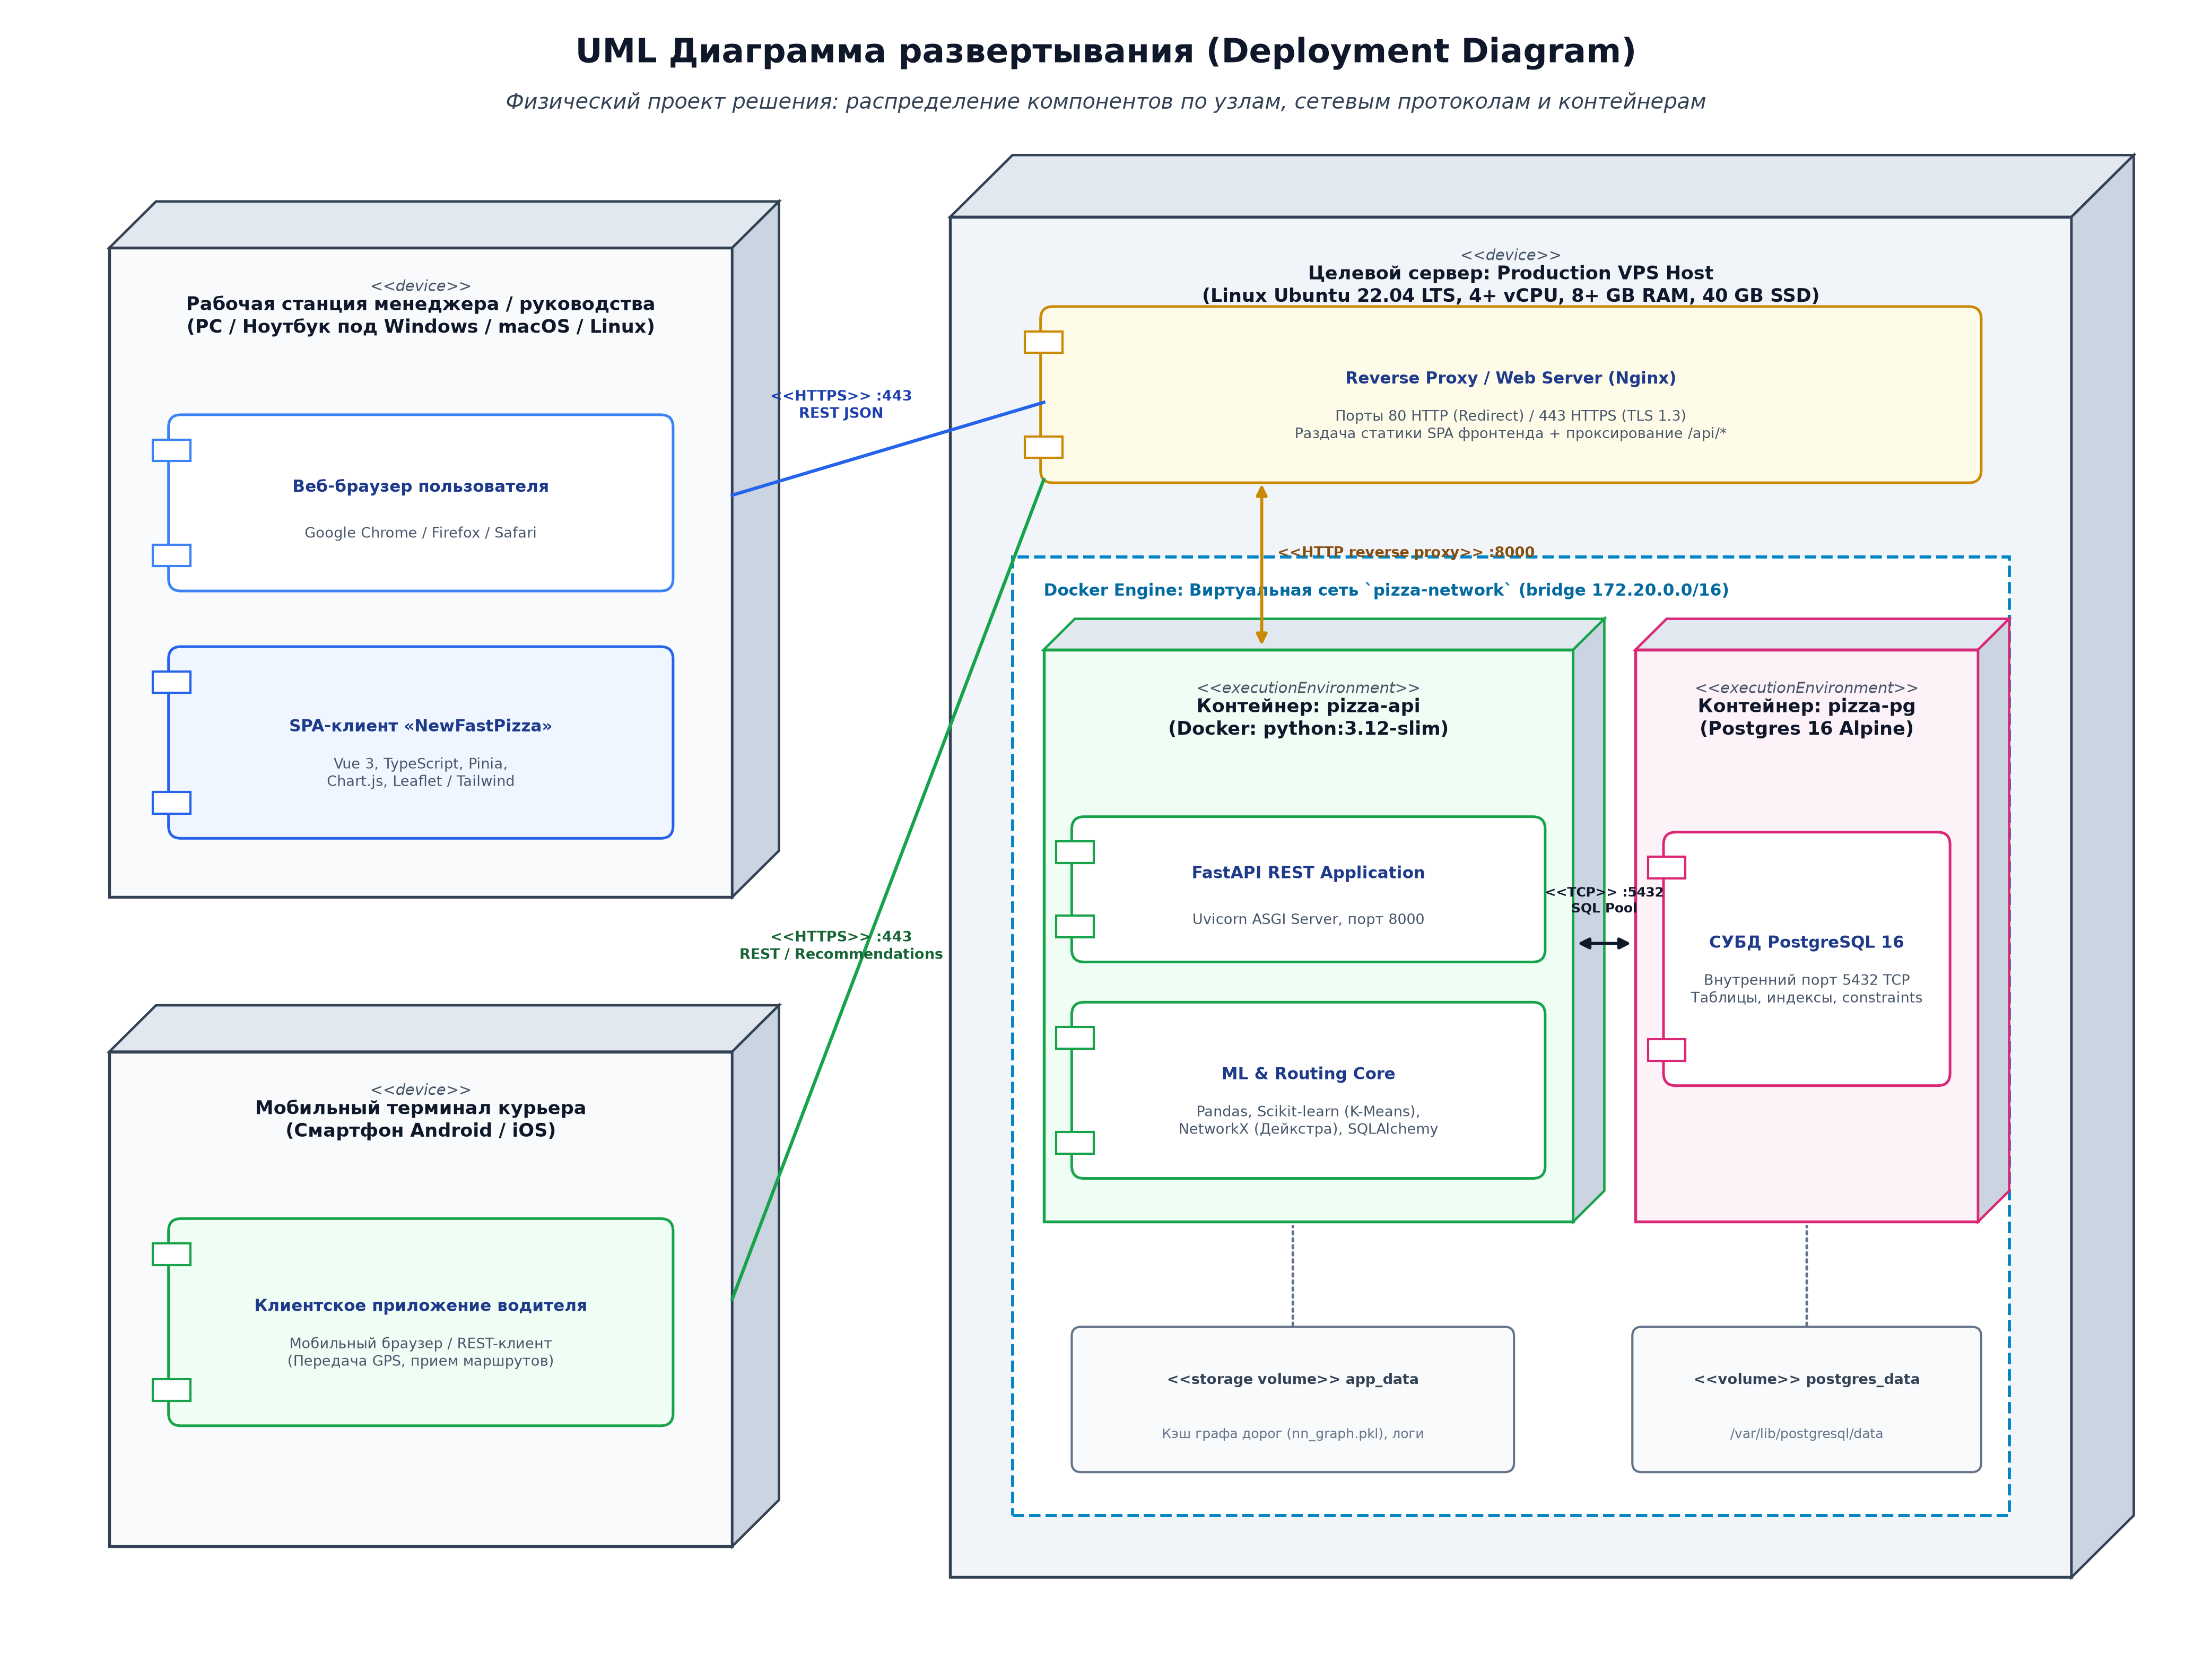 UML Диаграмма развертывания (Deployment Diagram)
Физический проект решения: распределение компонентов по узлам, сетевым протоколам и контейнерам
<<device>>
Рабочая станция менеджера / руководства
(PC / Ноутбук под Windows / macOS / Linux)
Веб-браузер пользователя
Google Chrome / Firefox / Safari
SPA-клиент «NewFastPizza»
Vue 3, TypeScript, Pinia,
Chart.js, Leaflet / Tailwind
<<HTTPS>> :443
REST JSON
<<HTTPS>> :443
REST / Recommendations
<<device>>
Мобильный терминал курьера
(Смартфон Android / iOS)
Клиентское приложение водителя
Мобильный браузер / REST-клиент
(Передача GPS, прием маршрутов)
<<device>>
Целевой сервер: Production VPS Host
(Linux Ubuntu 22.04 LTS, 4+ vCPU, 8+ GB RAM, 40 GB SSD)
Reverse Proxy / Web Server (Nginx)
Порты 80 HTTP (Redirect) / 443 HTTPS (TLS 1.3)
Раздача статики SPA фронтенда + проксирование /api/*
<<HTTP reverse proxy>> :8000
Docker Engine: Виртуальная сеть `pizza-network` (bridge 172.20.0.0/16)
<<executionEnvironment>>
Контейнер: pizza-api
(Docker: python:3.12-slim)
FastAPI REST Application
Uvicorn ASGI Server, порт 8000
ML & Routing Core
Pandas, Scikit-learn (K-Means),
NetworkX (Дейкстра), SQLAlchemy
<<TCP>> :5432
SQL Pool
<<executionEnvironment>>
Контейнер: pizza-pg
(Postgres 16 Alpine)
СУБД PostgreSQL 16
Внутренний порт 5432 TCP
Таблицы, индексы, constraints
<<storage volume>> app_data
Кэш графа дорог (nn_graph.pkl), логи
<<volume>> postgres_data
/var/lib/postgresql/data